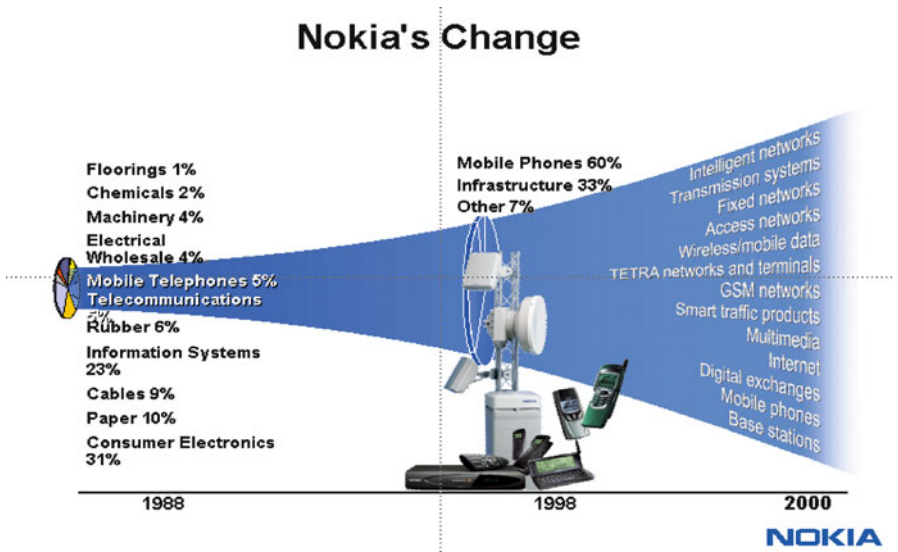 Nokia's Change
Floorings 1%
Chemicals 2%
Machinery 4%
Electrical
Wholesale 4%
Mobile Telephones 5%
Telecommunications
5%
Rubber 6%
Information Systems
23%
Cables 9%
Paper 10%
Consumer Electronics
31%
Mobile Phones 60%
Infrastructure 33%
Other 7%
Intelligent networks
Transmission systems
Fixed networks
Access networks
Wireless/mobile data
TETRA networks and terminals
GSM networks
Smart traffic products
Multimedia
Internet
Digital exchanges
Mobile phones
Base stations
NOKIA
1988
1998
2000
NOKIA